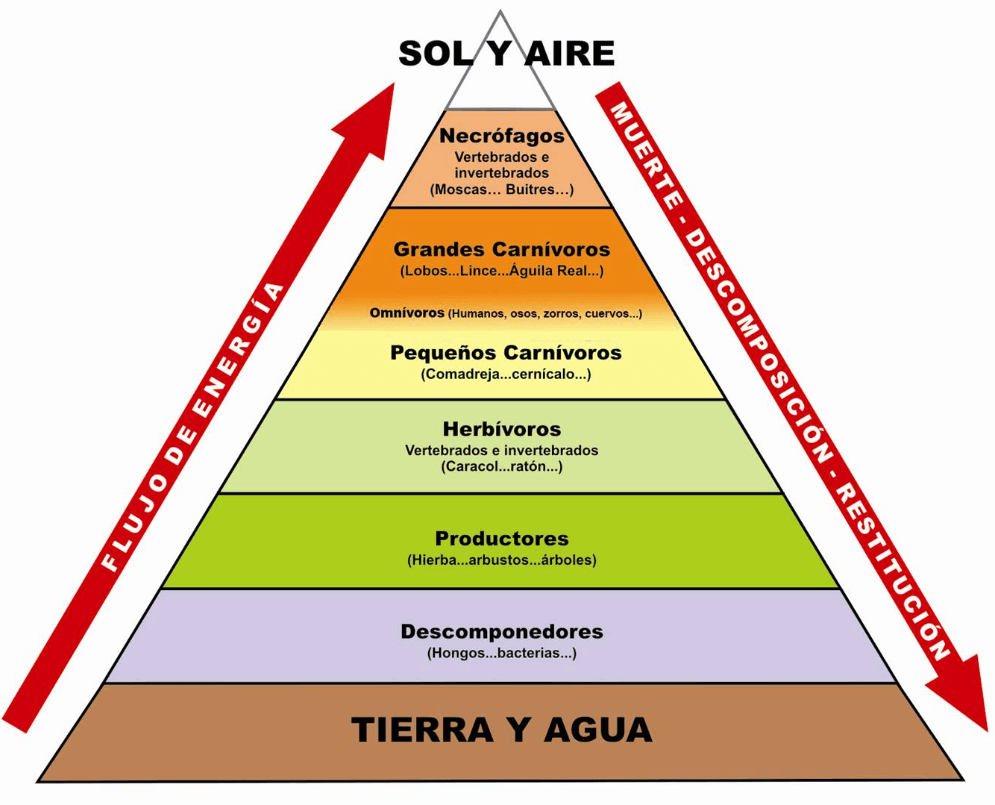 SOL Y AIRE
Necrófagos
Vertebrados e
invertebrados
(Moscas... Buitres...)
Grandes Carnívoros
(Lobos...Lince...Águila Real...)
Omnívoros (Humanos, osos, zorros, cuervos...)
Pequeños Carnívoros
(Comadreja...cernícalo...)
Herbívoros
Vertebrados e invertebrados
(Caracol...ratón...)
Productores
(Hierba...arbustos...árboles)
Descomponedores
(Hongos...bacterias...)
TIERRA Y AGUA
FLUJO DE ENERGÍA
MUERTE - DESCOMPOSICIÓN - RESTITUCIÓN